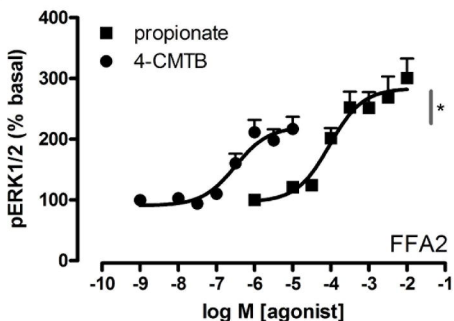 400
300
200
100
0
pERK1/2 (% basal)
propionate
4-CMTB
*
FFA2
-10 -9 -8 -7 -6 -5 -4 -3 -2 -1
log M [agonist]